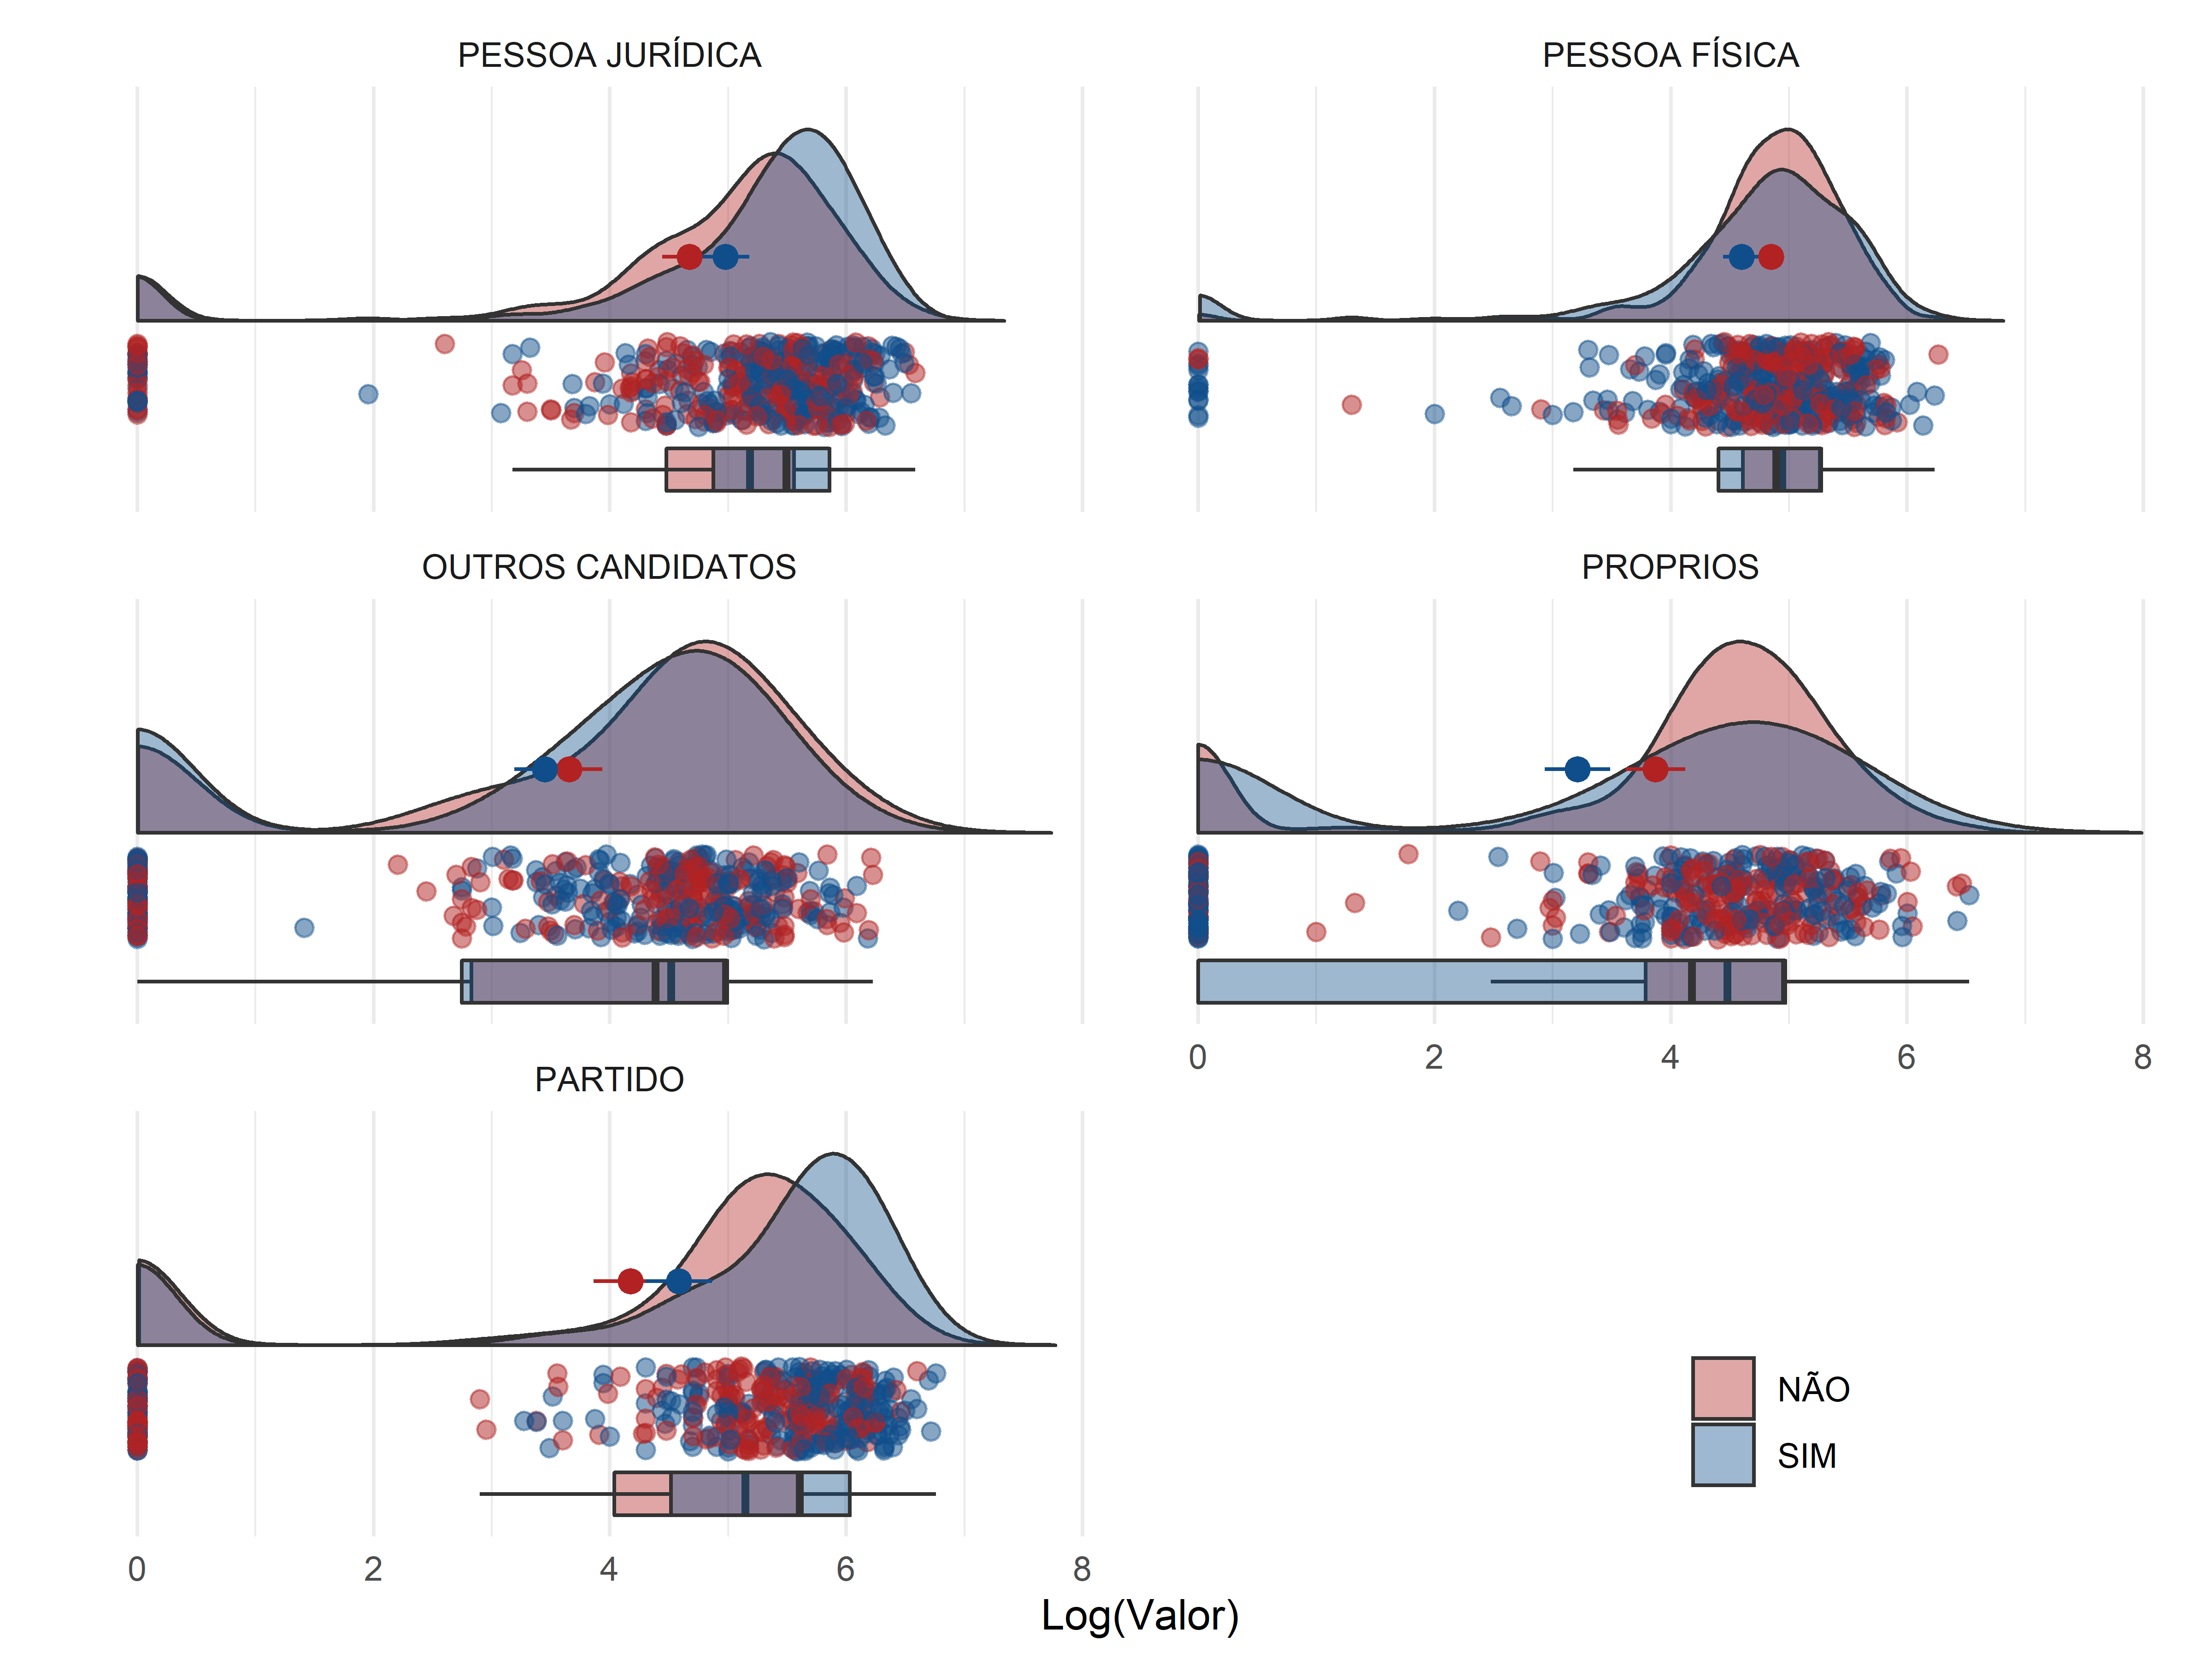 PESSOA JURÍDICA
PESSOA FÍSICA
OUTROS CANDIDATOS
PROPRIOS
0 2 4 6 8
PARTIDO
NÃO
SIM
0 2 4 6 8
Log(Valor)